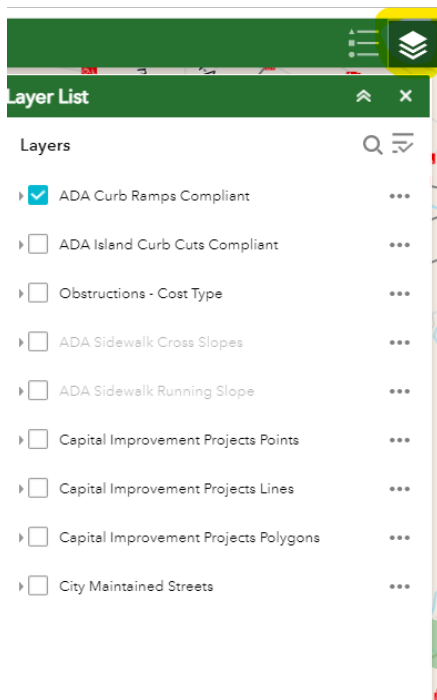 Layer List
Layers
ADA Curb Ramps Compliant
ADA Island Curb Cuts Compliant
Obstructions - Cost Type
ADA Sidewalk Cross Slopes
ADA Sidewalk Running Slope
Capital Improvement Projects Points
Capital Improvement Projects Lines
Capital Improvement Projects Polygons
City Maintained Streets